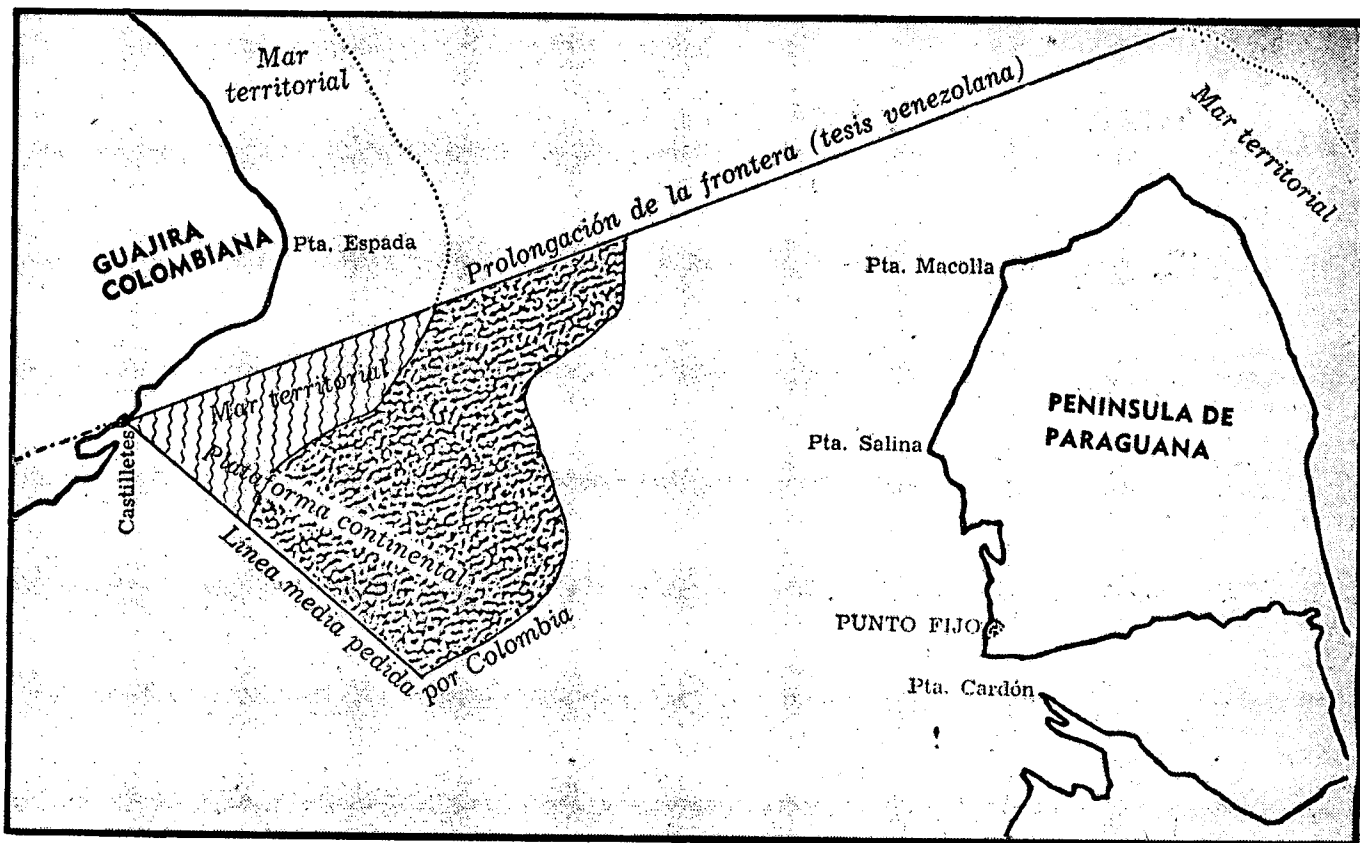 Mar
territorial
Prolongación de la frontera (tesis venezolana)
Mar territorial
GUAJIRA
COLOMBIANA
Pta. Espada
Pta. Macolla
Mar territorial
PENINSULA DE
PARAGUANA
Pta. Salina
Castilletes
Plataforma continental
Línea media pedida por Colombia
PUNTO FIJO
Pta. Cardón